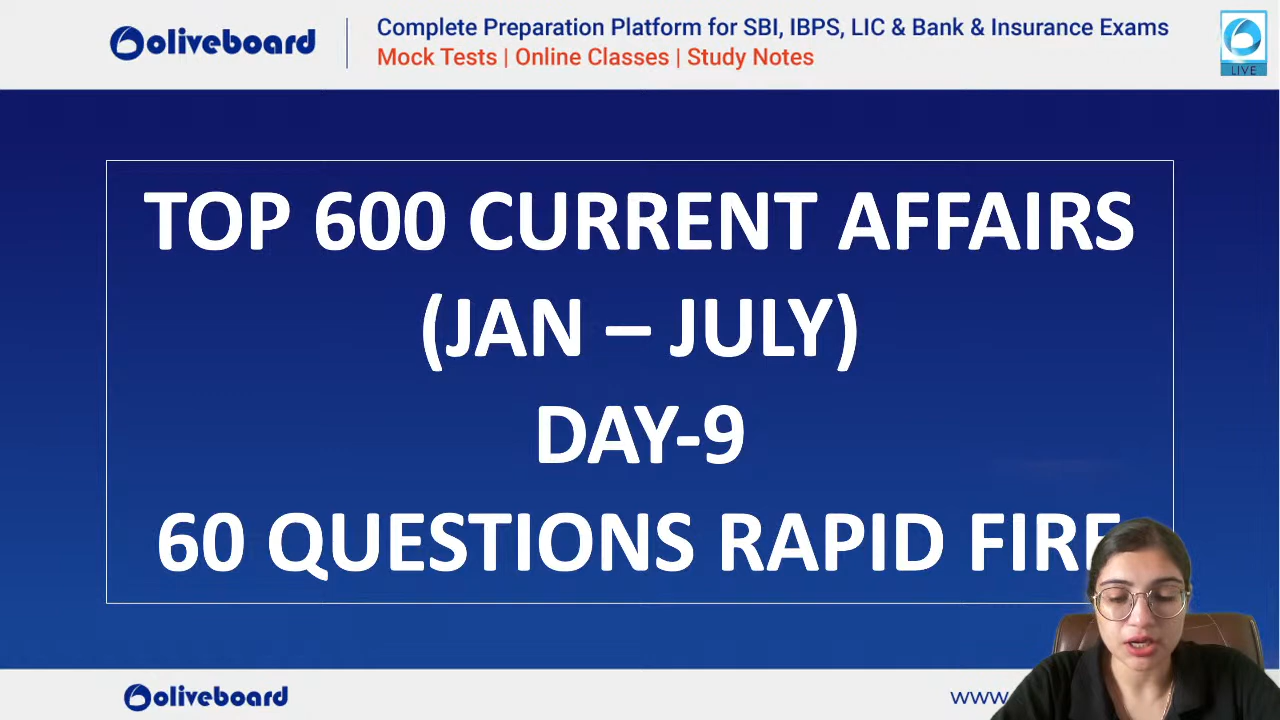 oliveboard
Complete Preparation Platform for SBI, IBPS, LIC & Bank & Insurance Exams
Mock Tests | Online Classes | Study Notes
LIVE
TOP 600 CURRENT AFFAIRS
(JAN – JULY)
DAY-9
60 QUESTIONS RAPID FIRE
oliveboard
www.